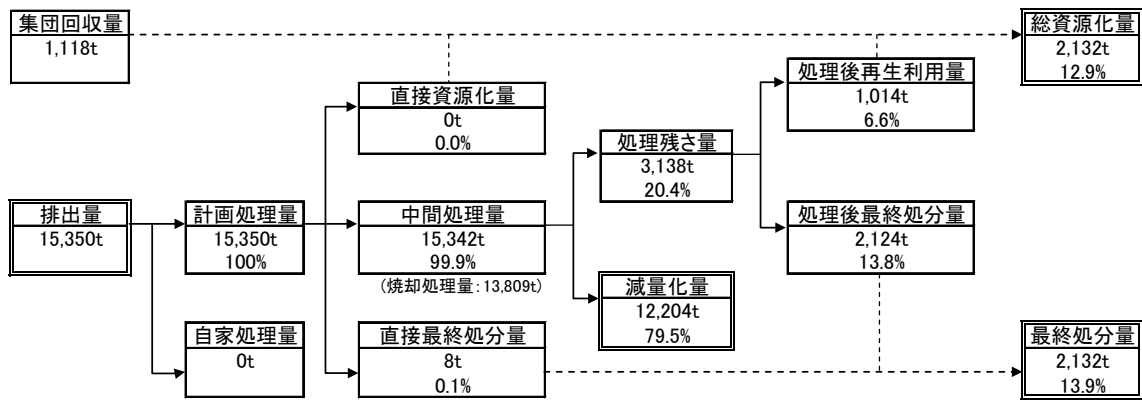 集団回収量
1,118t
総資源化量
2,132t
12.9%
処理後再生利用量
1,014t
6.6%
直接資源化量
0t
0.0%
処理残さ量
3,138t
20.4%
排出量
15,350t
計画処理量
15,350t
100%
中間処理量
15,342t
99.9%
(焼却処理量:13,809t)
処理後最終処分量
2,124t
13.8%
減量化量
12,204t
79.5%
自家処理量
0t
直接最終処分量
8t
0.1%
最終処分量
2,132t
13.9%